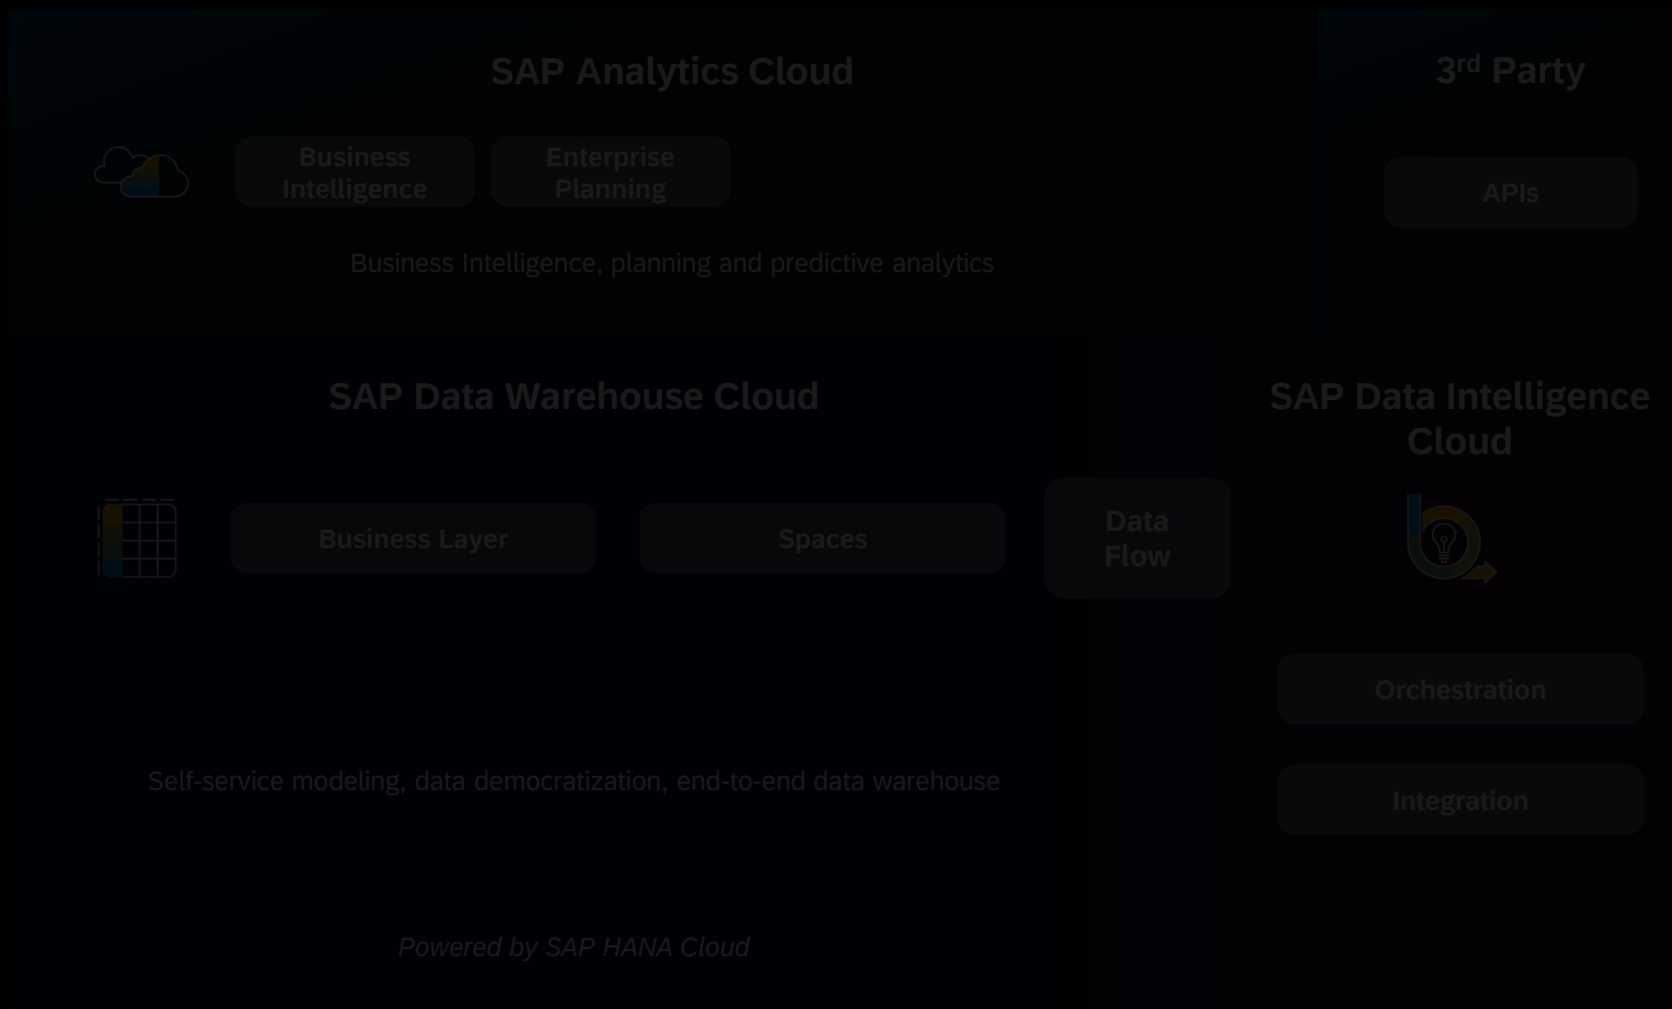 SAP Analytics Cloud
3rd Party
Business
Intelligence
Enterprise
Planning
APIs
Business Intelligence, planning and predictive analytics
SAP Data Warehouse Cloud
SAP Data Intelligence
Cloud
Business Layer
Spaces
Data
Flow
Orchestration
Self-service modeling, data democratization, end-to-end data warehouse
Integration
Powered by SAP HANA Cloud